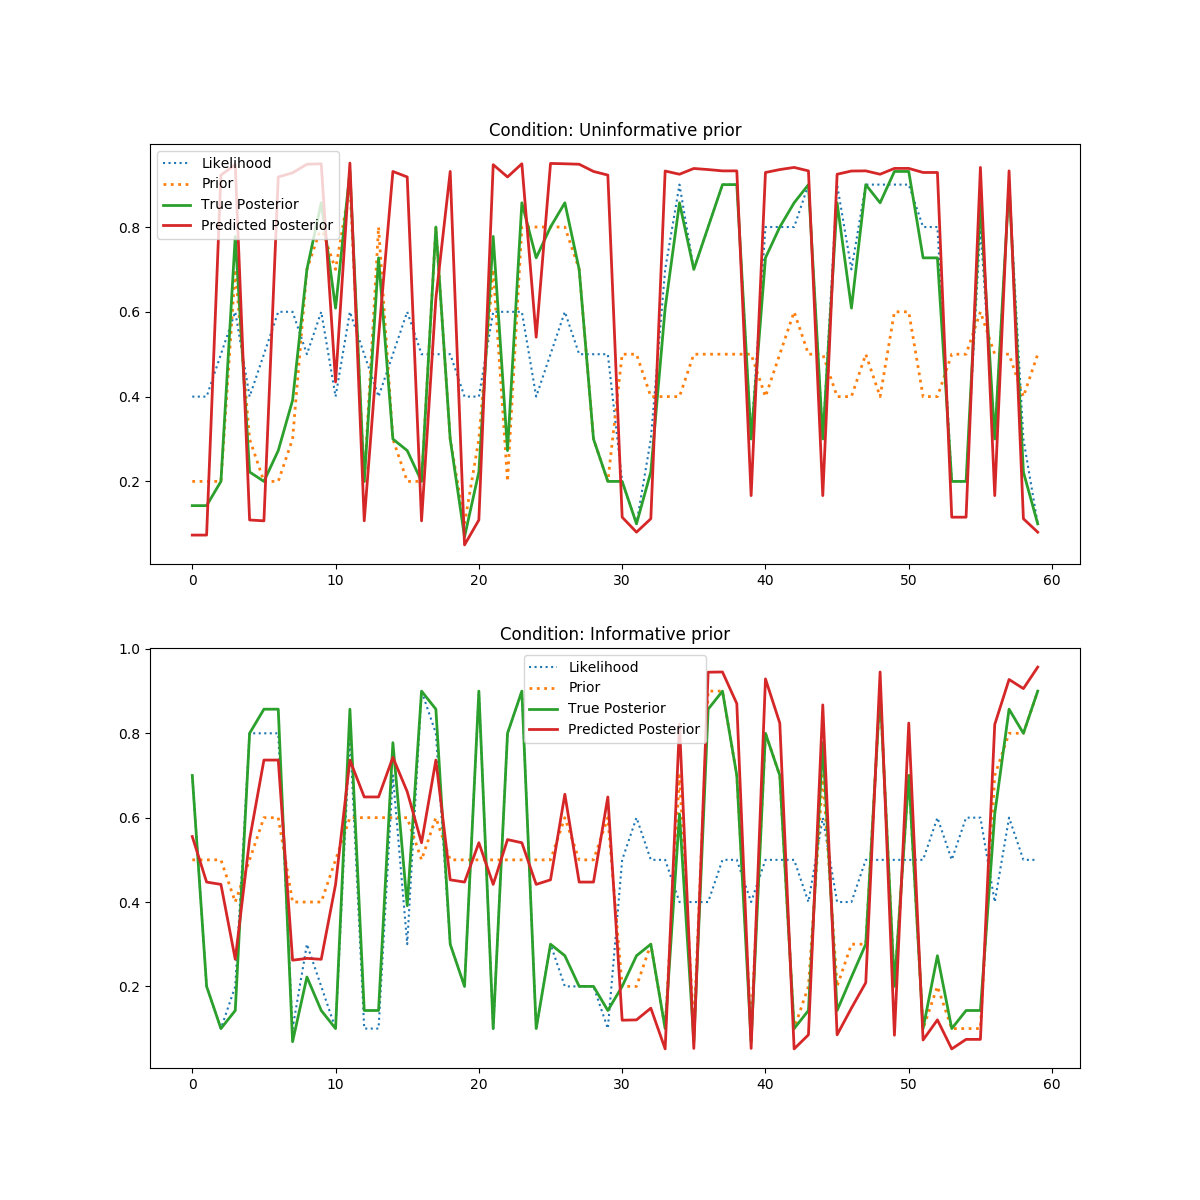 Condition: Uninformative prior
Likelihood
Prior
True Posterior
Predicted Posterior
0.8
0.6
0.4
0.2
0 10 20 30 40 50 60
Condition: Informative prior
1.0
Likelihood
Prior
True Posterior
Predicted Posterior
0.8
0.6
0.4
0.2
0 10 20 30 40 50 60